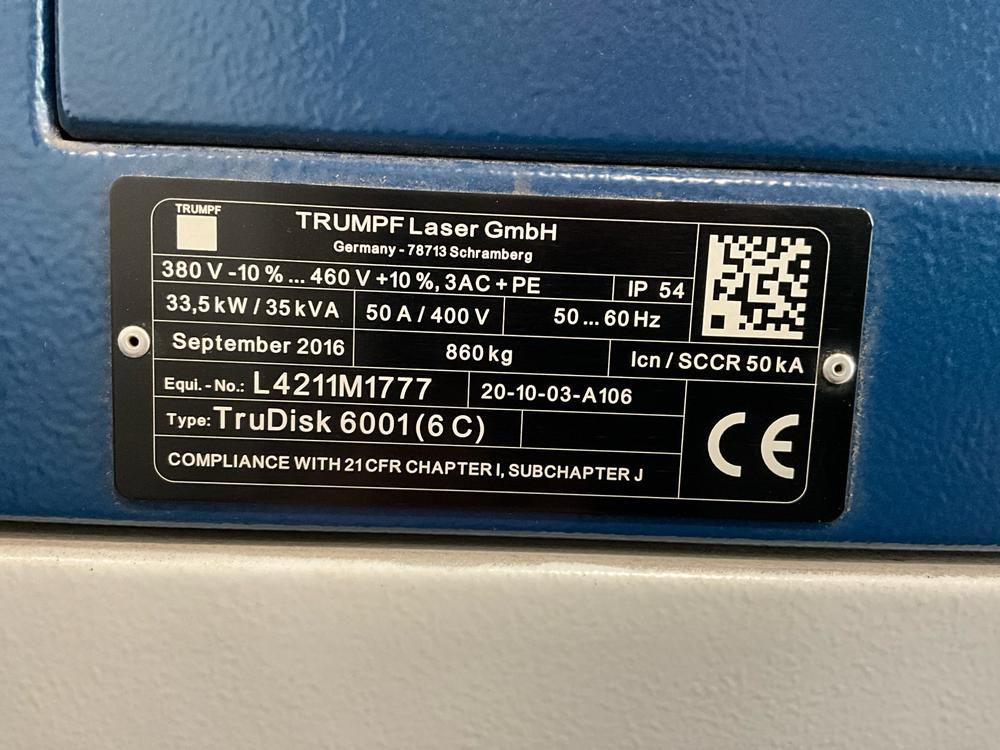 TRUMPF
TRUMPF Laser GmbH
Germany - 78713 Schramberg
380 V -10 % ... 460 V +10 %, 3AC + PE IP 54
33,5 kW / 35 kVA 50 A / 400 V 50 ... 60 Hz
September 2016 860 kg Icn / SCCR 50 kA
Equi. - No.: L4211M1777 20-10-03-A106
Type: TruDisk 6001 (6 C)
CE
COMPLIANCE WITH 21 CFR CHAPTER I, SUBCHAPTER J